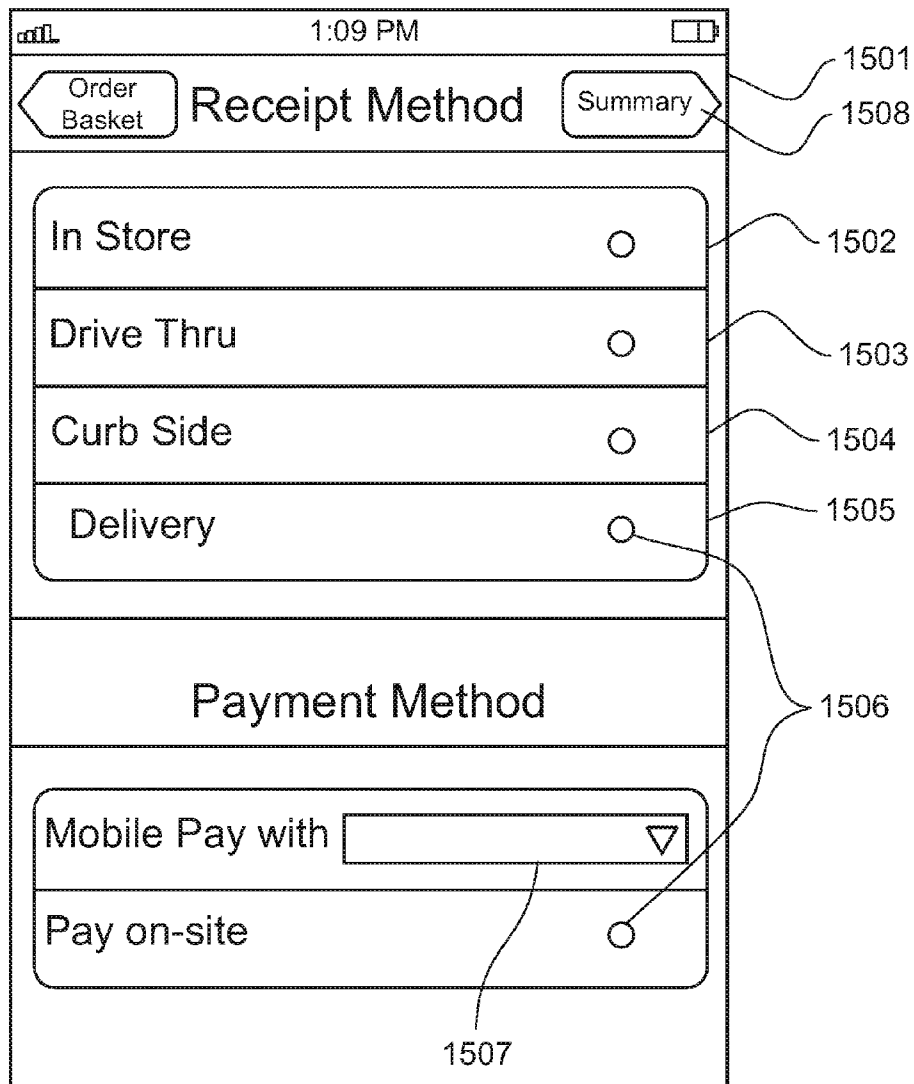 1:09 PM
Order
Basket
Receipt Method
Summary
1501
1508
In Store
1502
Drive Thru
1503
Curb Side
1504
Delivery
1505
Payment Method
1506
Mobile Pay with
Pay on-site
1507